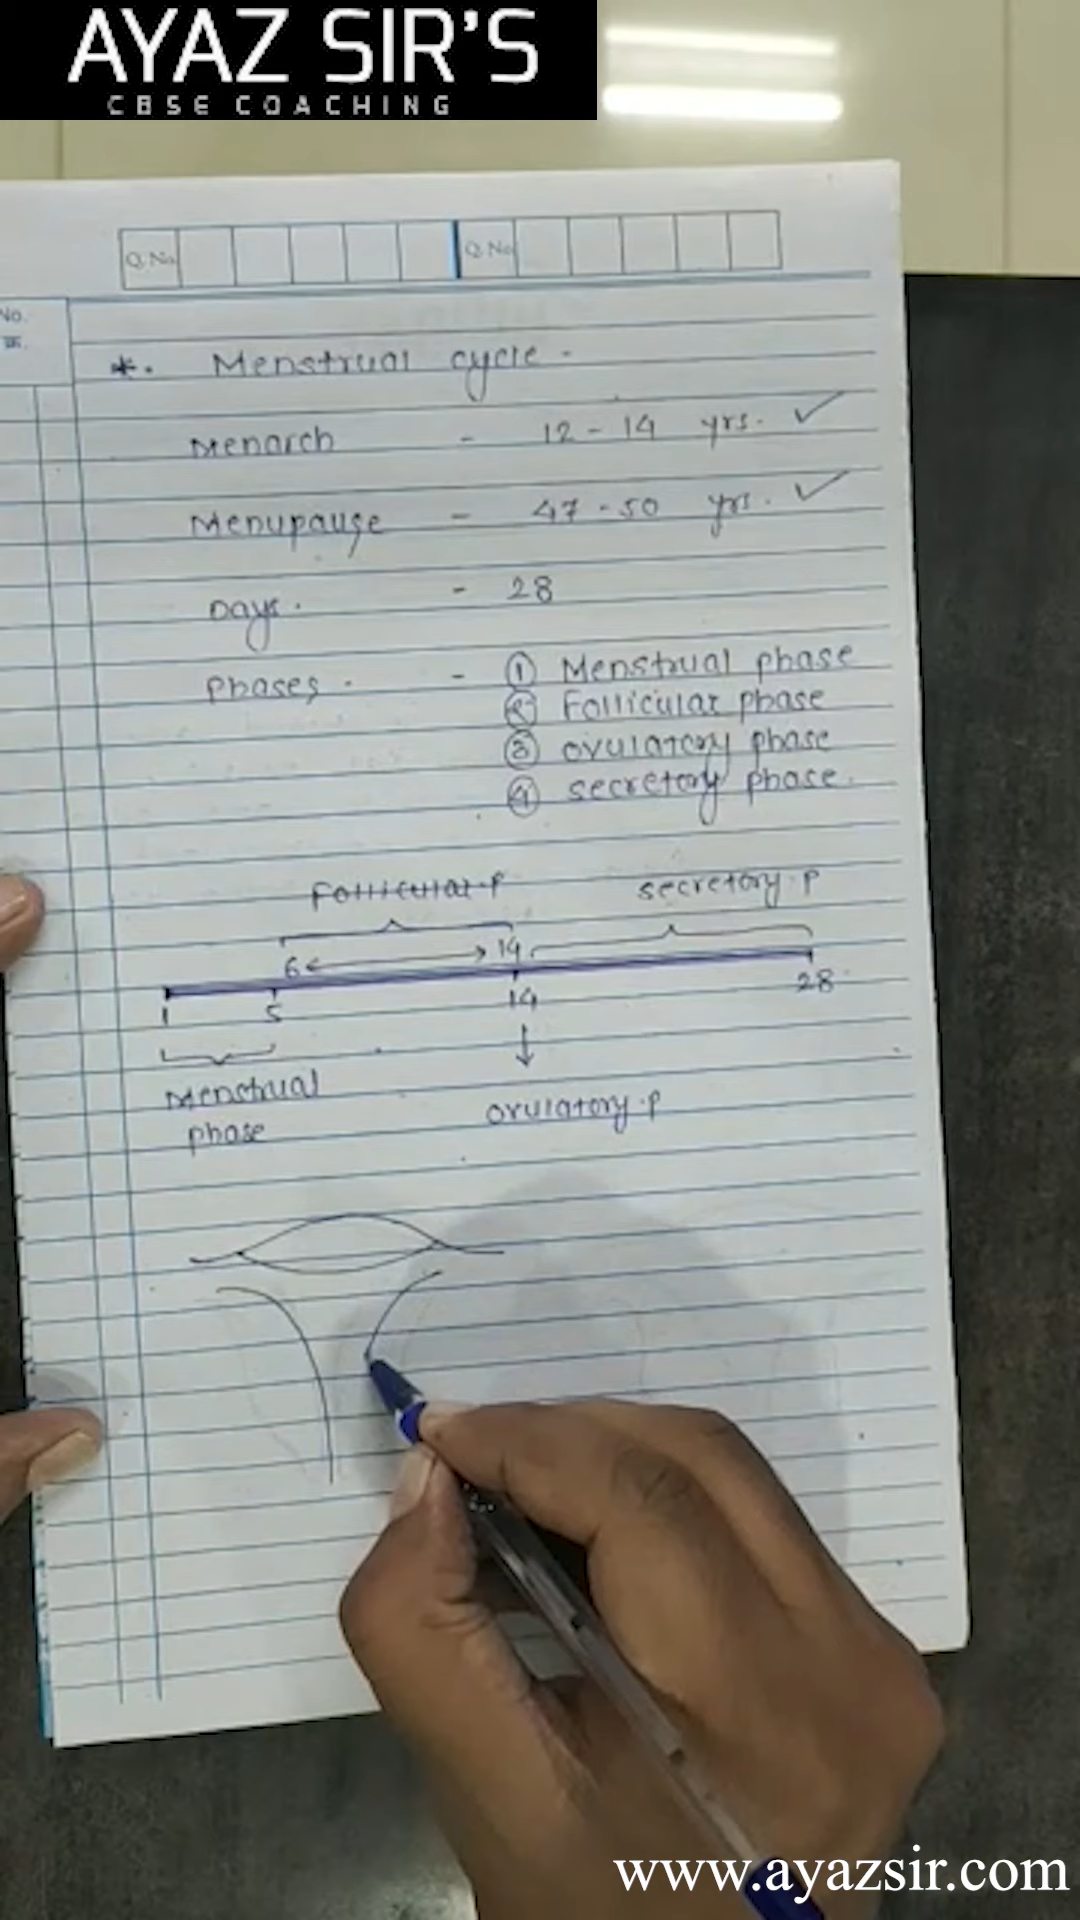 AYAZ SIR'S
CBSE COACHING
Q.No. Q.No
No.
क्र.
*. Menstrual cycle -
Menarch - 12 - 14 yrs. ✓
Menupause - 47 - 50 yrs. ✓
Days. - 28
Phases - - ① Menstrual phase
② Follicular phase
③ ovulatory phase
④ secretory phase.
Follicular.P secretory.P
6 14
1 5 14 28
Menstrual
phase
ovulatory.P
www.ayazsir.com